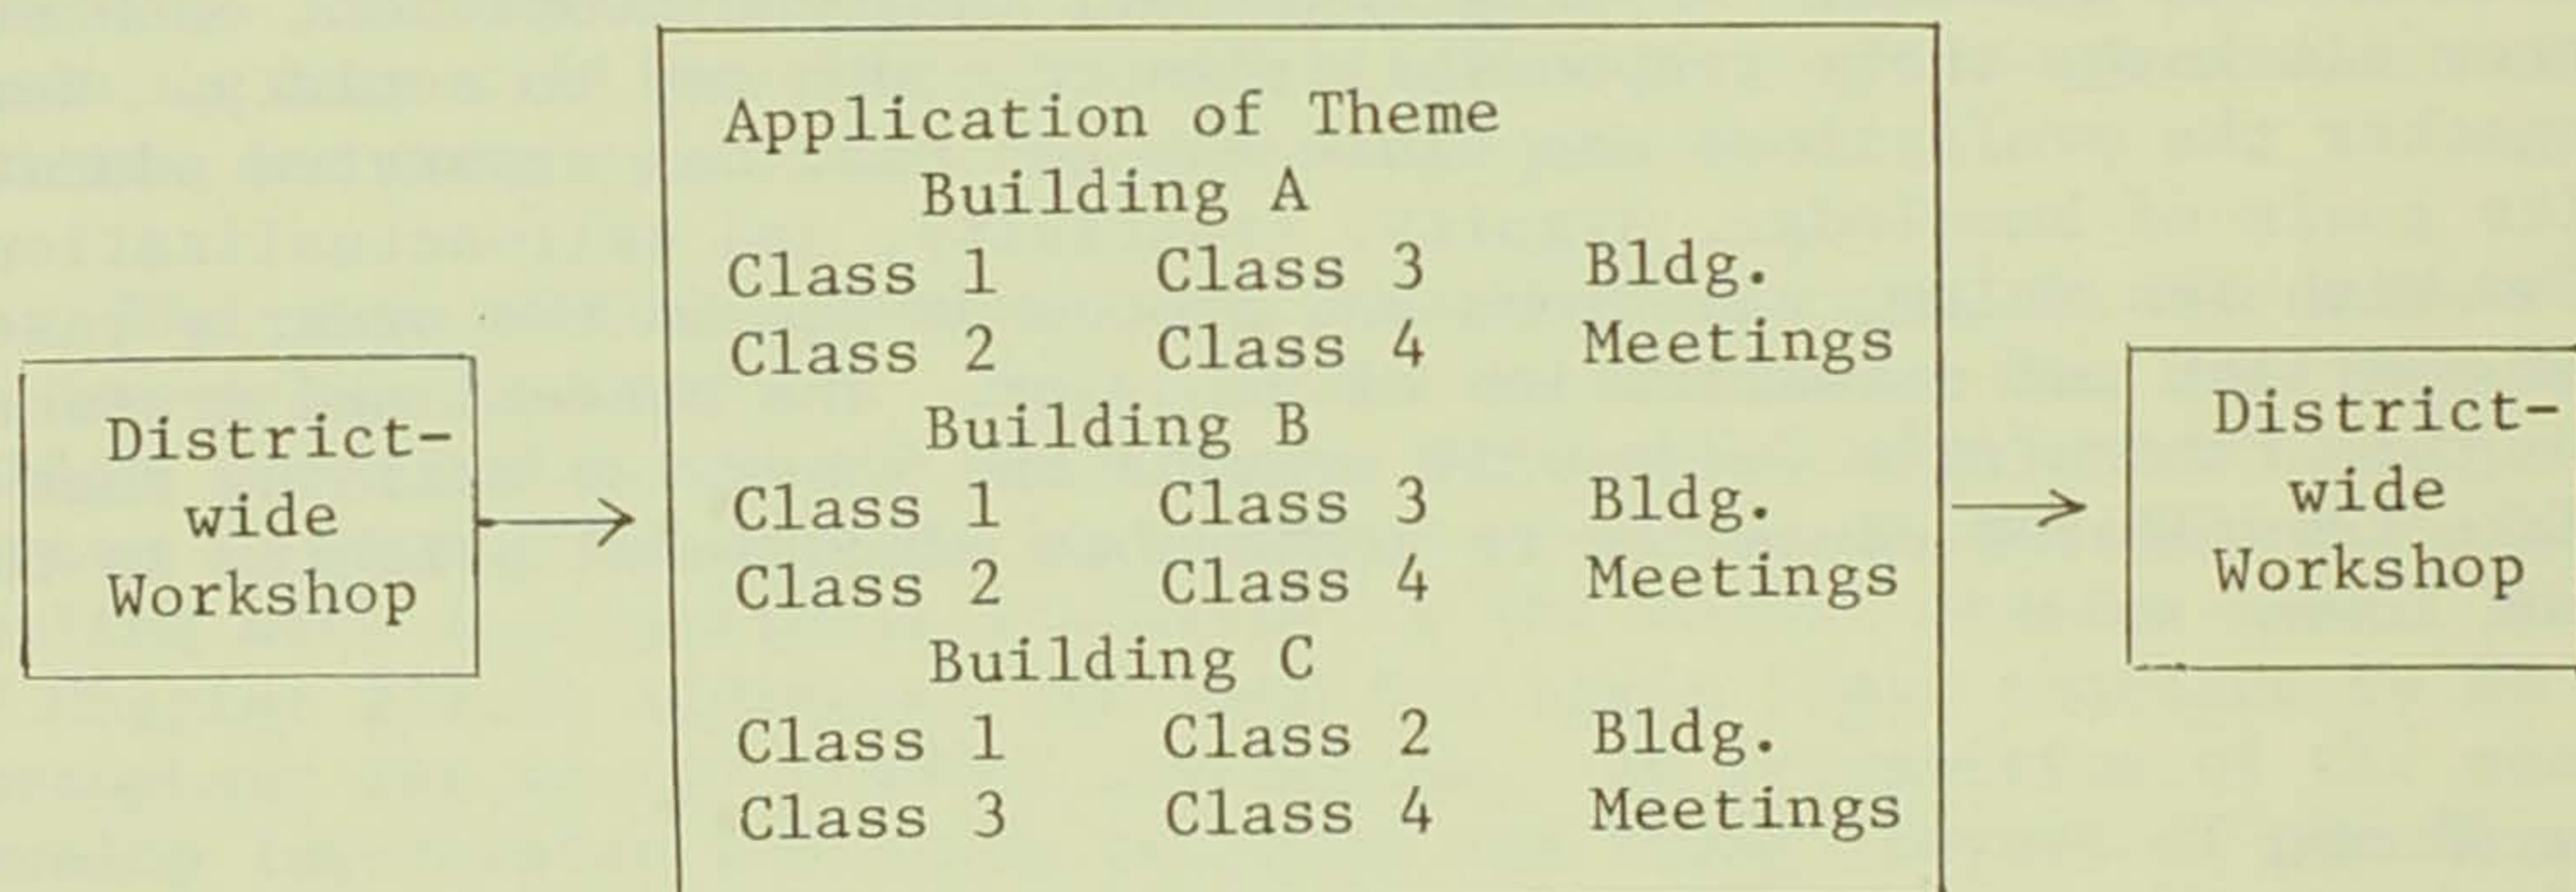 District-
wide
Workshop
Application of Theme
Building A
Class 1 Class 3 Bldg.
Class 2 Class 4 Meetings
Building B
Class 1 Class 3 Bldg.
Class 2 Class 4 Meetings
Building C
Class 1 Class 2 Bldg.
Class 3 Class 4 Meetings
District-
wide
Workshop